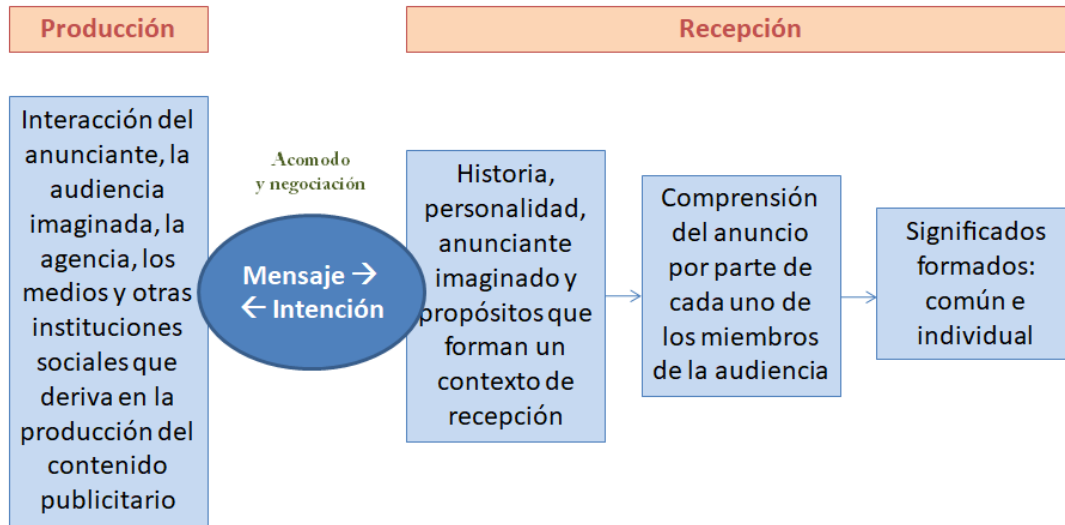 Producción
Recepción
Interacción del
anunciante, la
audiencia
imaginada, la
agencia, los
medios y otras
instituciones
sociales que
deriva en la
producción del
contenido
publicitario
Acomodo
y negociación
Mensaje →
← Intención
Historia,
personalidad,
anunciante
imaginado y
propósitos que
forman un
contexto de
recepción
Comprensión
del anuncio
por parte de
cada uno de
los miembros
de la audiencia
Significados
formados:
común e
individual